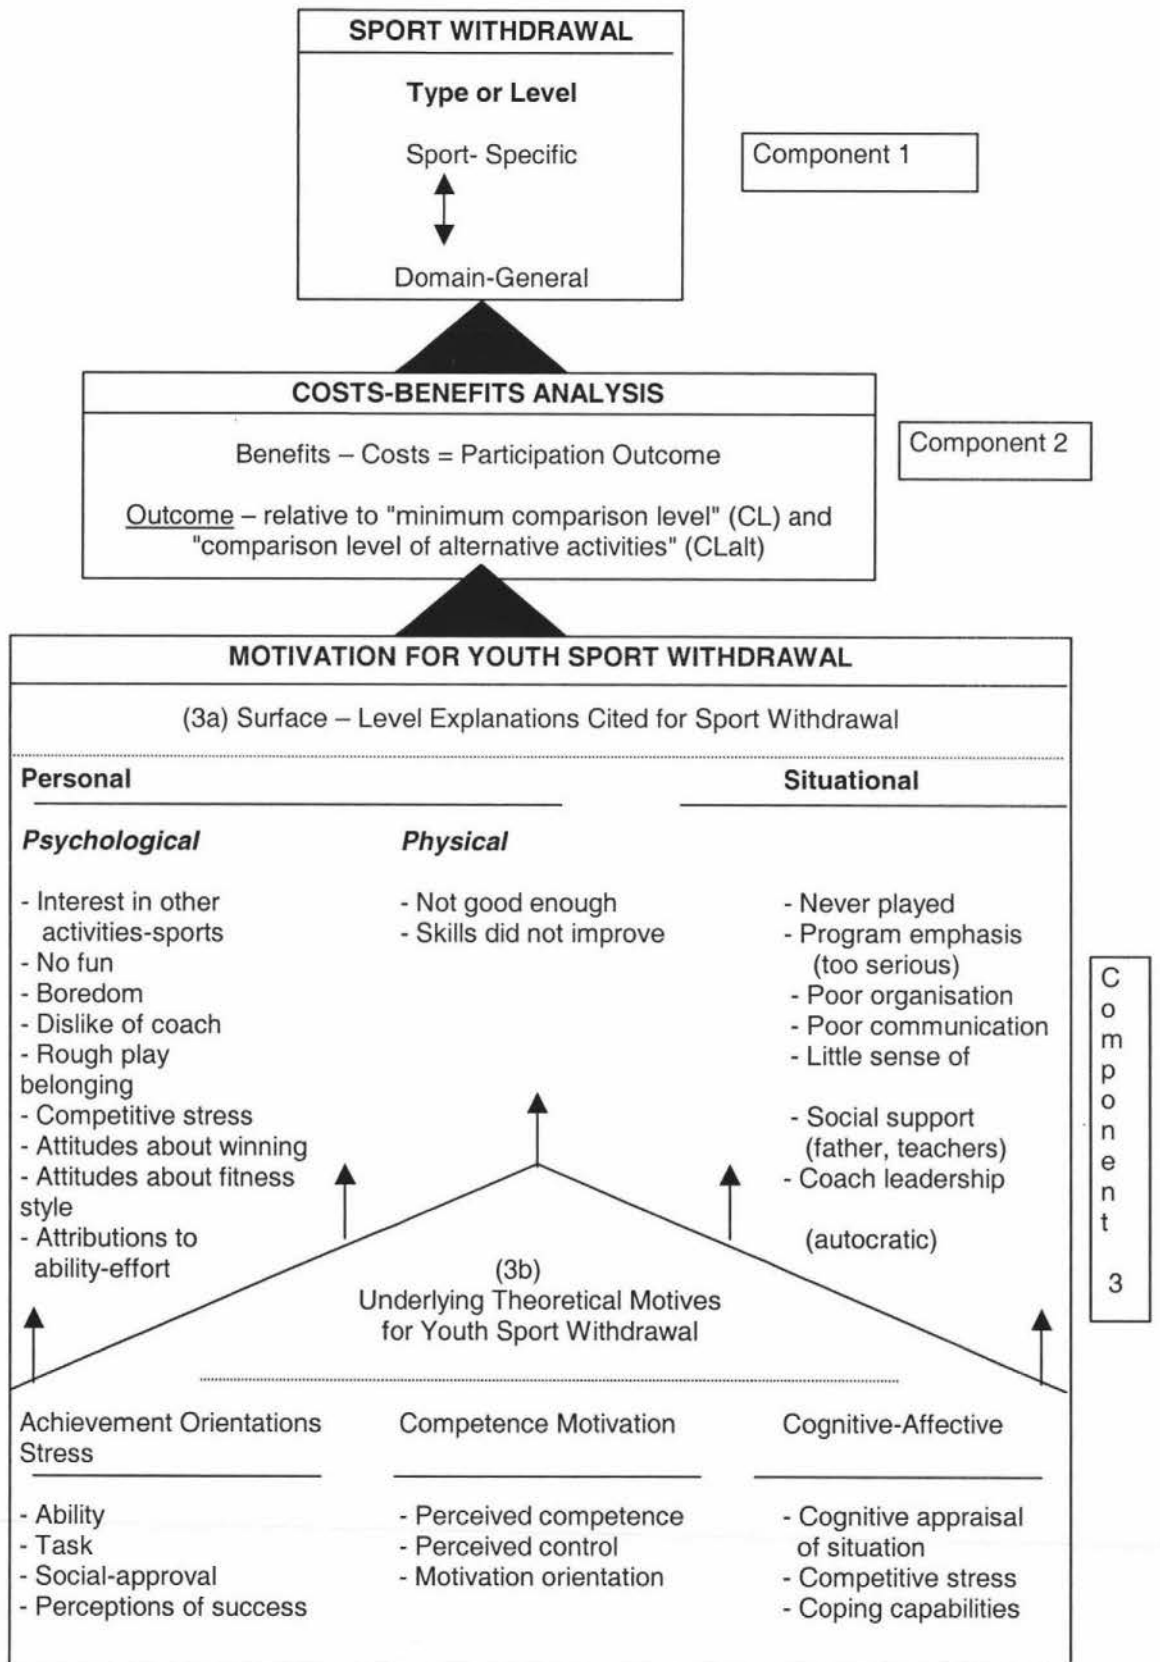 SPORT WITHDRAWAL
Type or Level
Sport- Specific
Domain-General
Component 1
COSTS-BENEFITS ANALYSIS
Benefits – Costs = Participation Outcome
Outcome – relative to "minimum comparison level" (CL) and
"comparison level of alternative activities" (CLalt)
Component 2
MOTIVATION FOR YOUTH SPORT WITHDRAWAL
(3a) Surface – Level Explanations Cited for Sport Withdrawal
Personal
Psychological
- Interest in other
activities-sports
- No fun
- Boredom
- Dislike of coach
- Rough play
belonging
- Competitive stress
- Attitudes about winning
- Attitudes about fitness
style
- Attributions to
ability-effort
Physical
- Not good enough
- Skills did not improve
Situational
- Never played
- Program emphasis
(too serious)
- Poor organisation
- Poor communication
- Little sense of
- Social support
(father, teachers)
- Coach leadership
(autocratic)
Component 3
(3b)
Underlying Theoretical Motives
for Youth Sport Withdrawal
Achievement Orientations
Stress
- Ability
- Task
- Social-approval
- Perceptions of success
Competence Motivation
- Perceived competence
- Perceived control
- Motivation orientation
Cognitive-Affective
- Cognitive appraisal
of situation
- Competitive stress
- Coping capabilities